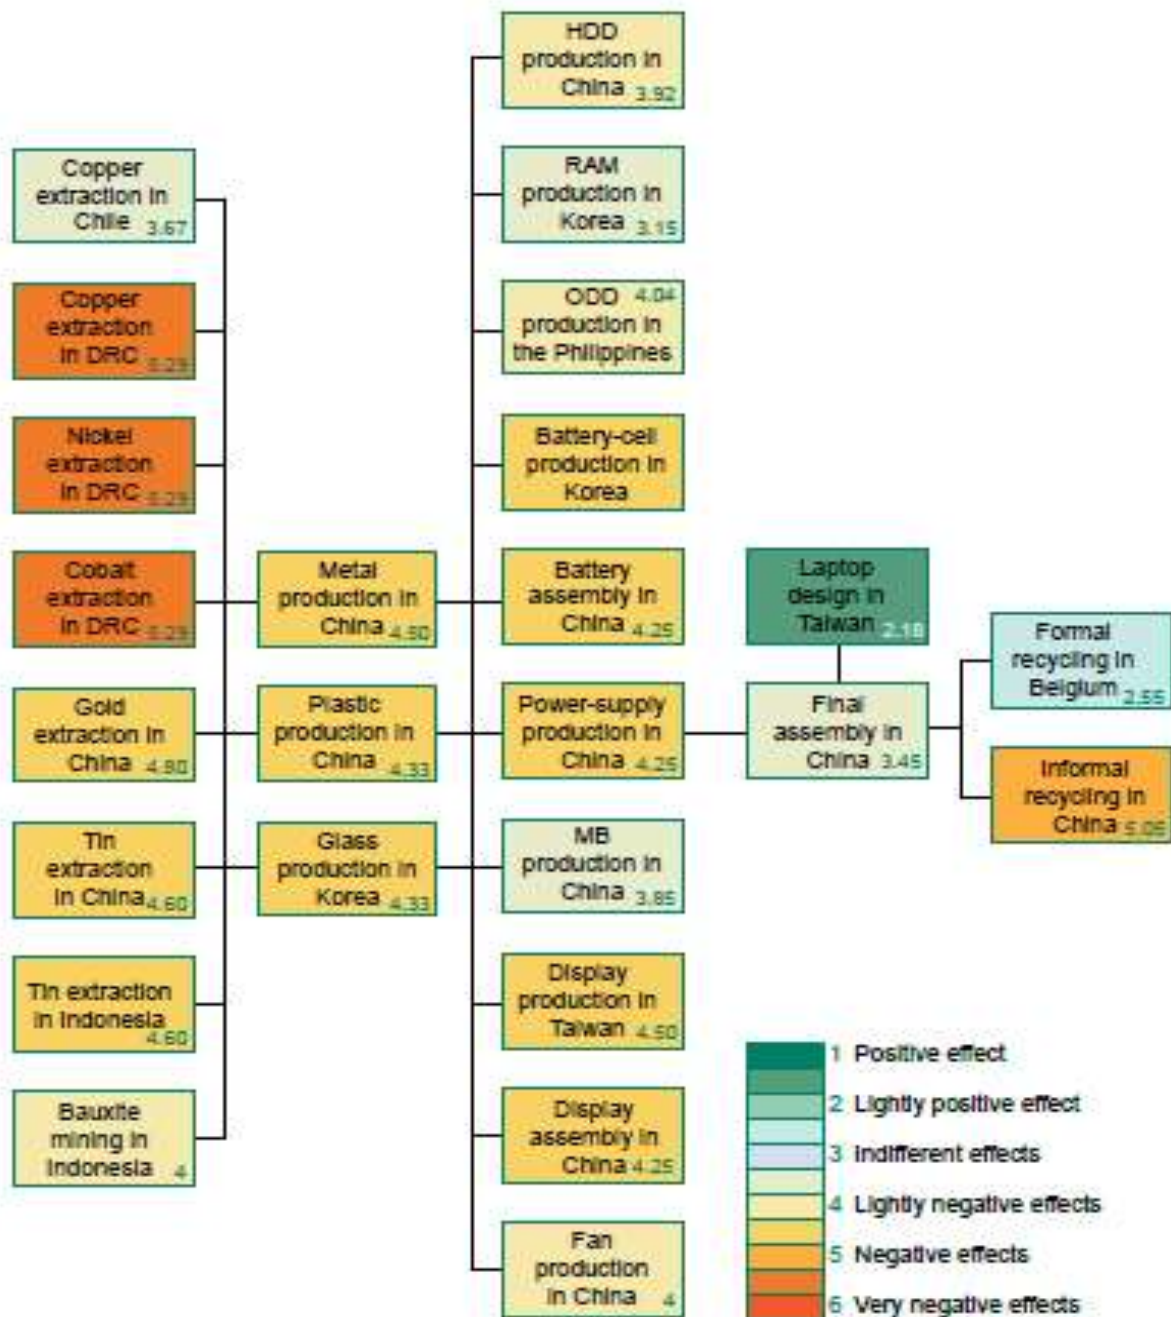 HDD
production in
China 3.92
Copper
extraction in
Chile 3.67
RAM
production in
Korea 3.15
Copper
extraction
in DRC 5.29
ODD 4.04
production in
the Philippines
Nickel
extraction
in DRC 5.29
Battery-cell
production in
Korea
Cobalt
extraction
in DRC 5.29
Metal
production in
China 4.50
Battery
assembly in
China 4.25
Laptop
design in
Taiwan 2.18
Formal
recycling in
Belgium 2.55
Gold
extraction in
China
Plastic
production in
China 4.33
Power-supply
production in
China 4.25
Final
assembly in
China 3.45
Informal
recycling in
China 5.05
Tin
extraction
in China 4.60
Glass
production in
Korea 4.33
MB
production in
China 3.85
Tin extraction
in Indonesia
4.60
Display
production in
Taiwan 4.50
Bauxite
mining in
Indonesia 4
Display
assembly in
China 4.25
Fan
production
in China 4
1 Positive effect
2 Lightly positive effect
3 Indifferent effects
4 Lightly negative effects
5 Negative effects
6 Very negative effects